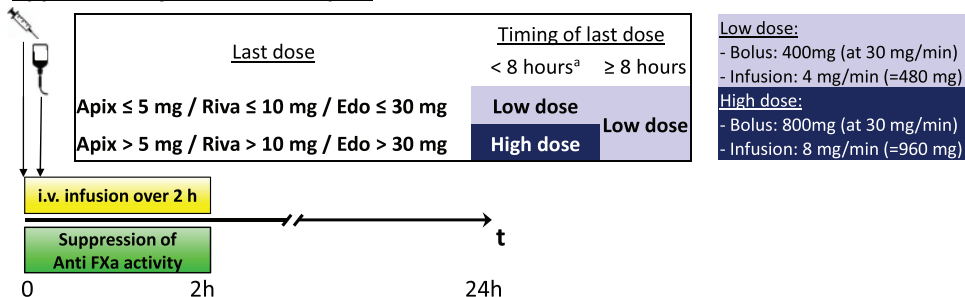 Timing of last dose
Last dose
< 8 hoursᵃ ≥ 8 hours
Apix ≤ 5 mg / Riva ≤ 10 mg / Edo ≤ 30 mg Low dose
Low dose
Apix > 5 mg / Riva > 10 mg / Edo > 30 mg High dose
Low dose:
- Bolus: 400mg (at 30 mg/min)
- Infusion: 4 mg/min (=480 mg)
High dose:
- Bolus: 800mg (at 30 mg/min)
- Infusion: 8 mg/min (=960 mg)
i.v. infusion over 2 h
t
Suppression of
Anti FXa activity
0 2h 24h